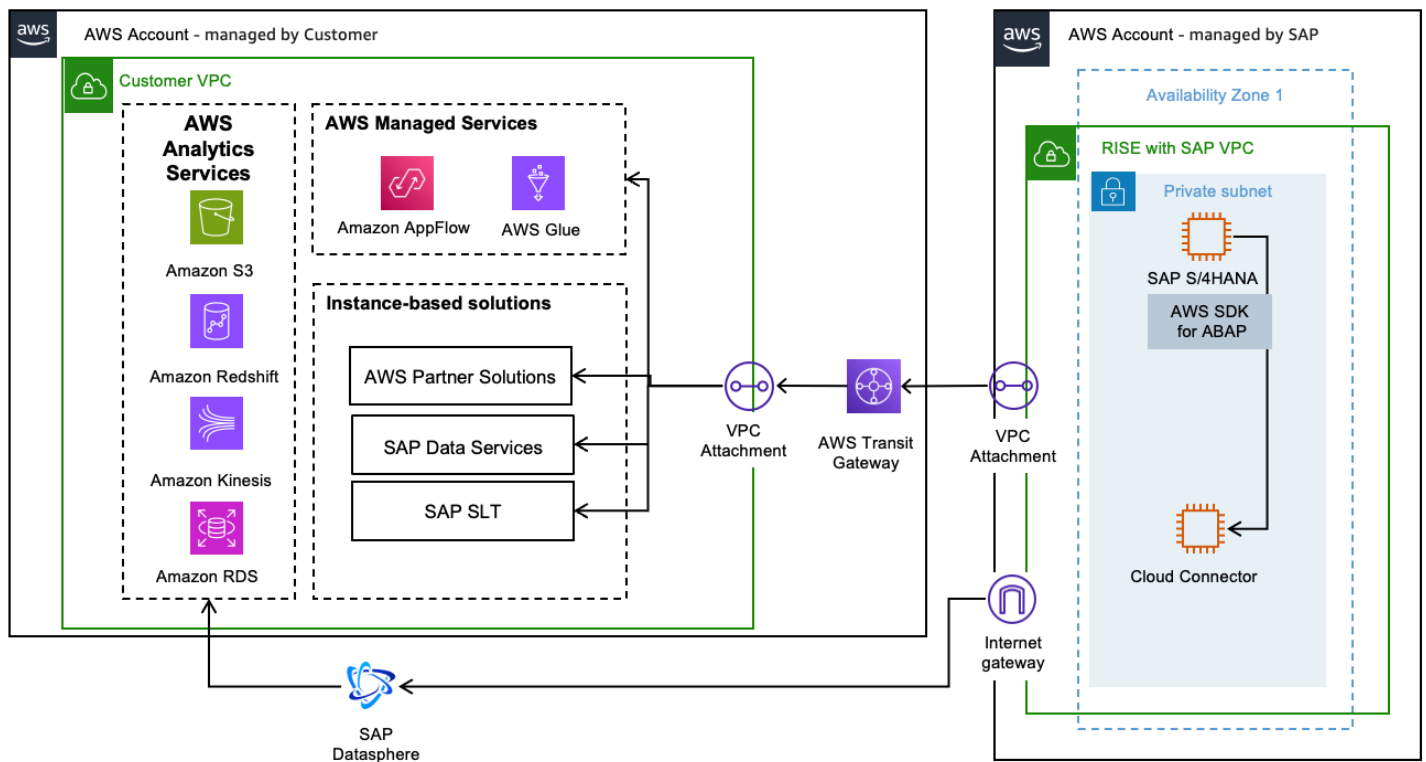 aws
AWS Account - managed by Customer
Customer VPC
AWS
Analytics
Services
Amazon S3
Amazon Redshift
Amazon Kinesis
Amazon RDS
AWS Managed Services
Amazon AppFlow
AWS Glue
Instance-based solutions
AWS Partner Solutions
SAP Data Services
SAP SLT
VPC
Attachment
AWS Transit
Gateway
SAP
Datasphere
aws
AWS Account - managed by SAP
Availability Zone 1
RISE with SAP VPC
Private subnet
SAP S/4HANA
AWS SDK
for ABAP
VPC
Attachment
Cloud Connector
Internet
gateway